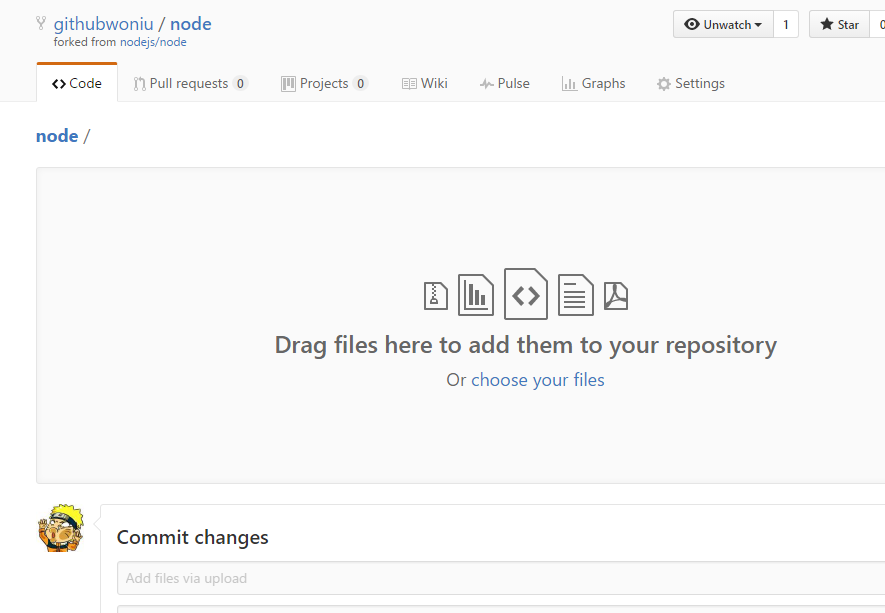 githubwoniu / node
Unwatch 1 Star 0
forked from nodejs/node
Code Pull requests 0 Projects 0 Wiki Pulse Graphs Settings
node /
Drag files here to add them to your repository
Or choose your files
Commit changes
Add files via upload